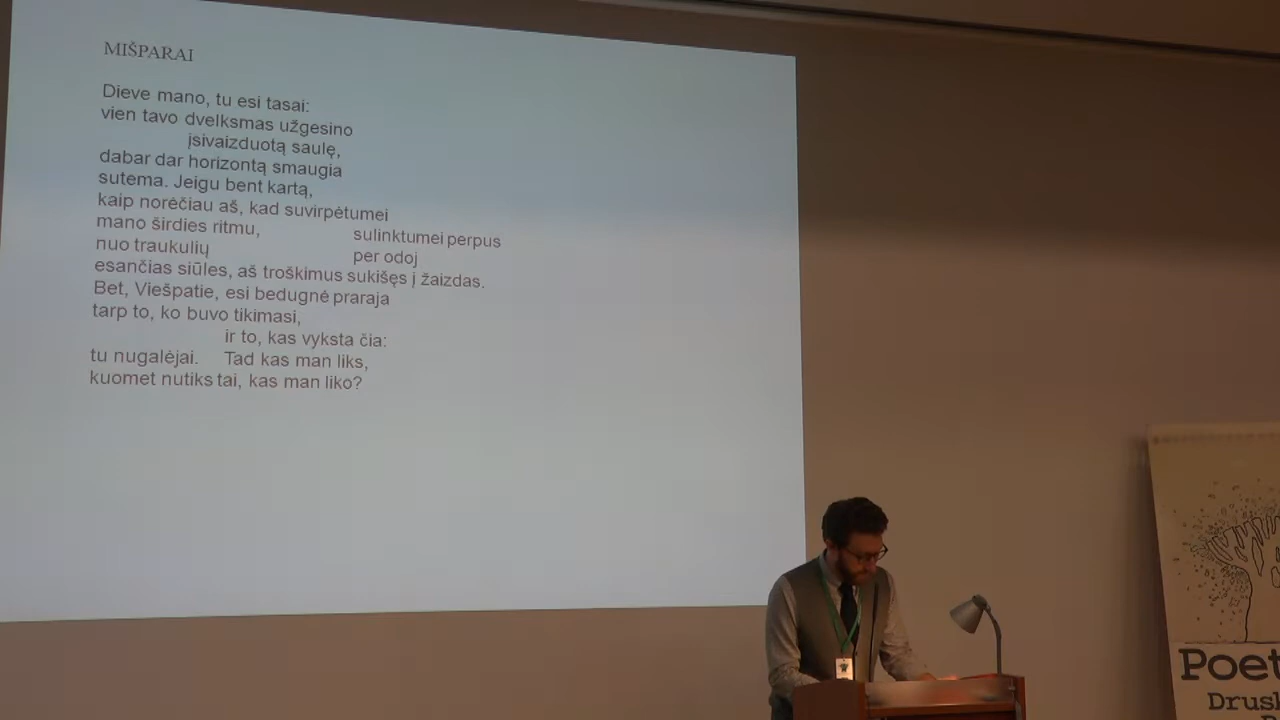 MIŠPARAI
Dieve mano, tu esi tasai:
vien tavo dvelksmas užgesino
įsivaizduotą saulę,
dabar dar horizontą smaugia
sutema. Jeigu bent kartą,
kaip norėčiau aš, kad suvirpėtumei
mano širdies ritmu, sulinktumei perpus
nuo traukulių per odoj
esančias siūles, aš troškimus sukišęs į žaizdas.
Bet, Viešpatie, esi bedugnė praraja
tarp to, ko buvo tikimasi,
ir to, kas vyksta čia:
tu nugalėjai. Tad kas man liks,
kuomet nutiks tai, kas man liko?
Poet
Drusk